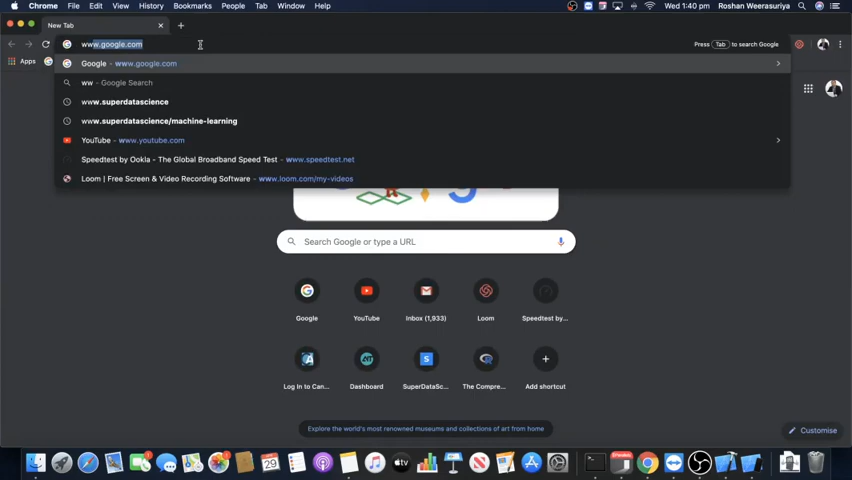 Chrome File Edit View History Bookmarks People Tab Window Help Wed 1:40 pm Roshan Weerasuriya
New Tab
www.google.com Press Tab to search Google
Apps
Google - www.google.com
ww - Google Search
www.superdatascience
www.superdatascience/machine-learning
YouTube - www.youtube.com
Speedtest by Ookla - The Global Broadband Speed Test - www.speedtest.net
Loom | Free Screen & Video Recording Software - www.loom.com/my-videos
Search Google or type a URL
Google YouTube Inbox (1,933) Loom Speedtest by...
Log In to Can... Dashboard SuperDataSc... The Compre... Add shortcut
Explore the world's most renowned museums and collections of art from home
Customise
29